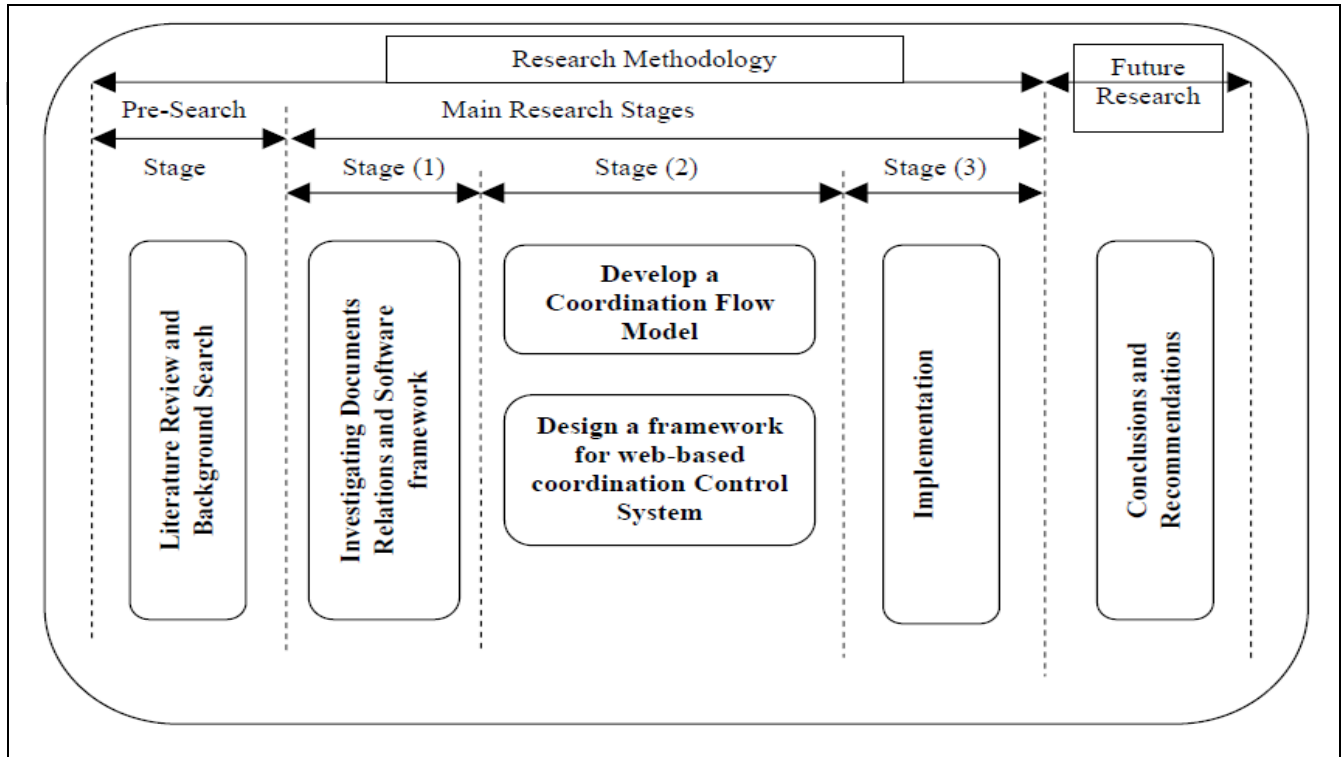 Research Methodology
Future
Research
Pre-Search
Main Research Stages
Stage
Stage (1)
Stage (2)
Stage (3)
Literature Review and
Background Search
Investigating Documents
Relations and Software
framework
Develop a
Coordination Flow
Model
Design a framework
for web-based
coordination Control
System
Implementation
Conclusions and
Recommendations